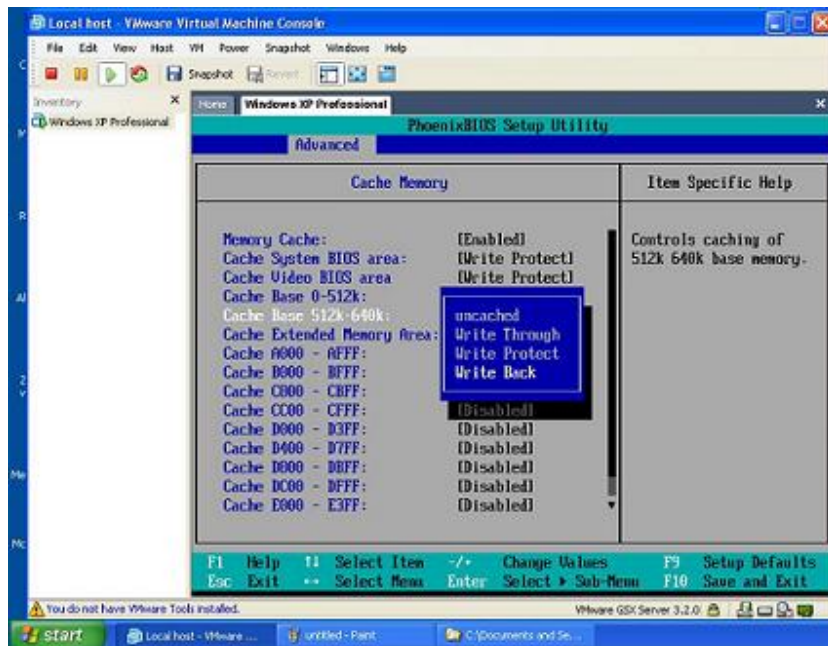 Local host - VMware Virtual Machine Console
File Edit View Host VM Power Snapshot Windows Help
Snapshot Revert
Inventory
Windows XP Professional
Home Windows XP Professional
PhoenixBIOS Setup Utility
Advanced
Cache Memory
Item Specific Help
Memory Cache: [Enabled]
Cache System BIOS area: [Write Protect]
Cache Video BIOS area [Write Protect]
Cache Base 0-512k:
Cache Base 512k-640k:
Cache Extended Memory Area:
Cache A000 - AFFF:
Cache B000 - BFFF:
Cache C800 - CBFF:
Cache CC00 - CFFF: [Disabled]
Cache D000 - D3FF: [Disabled]
Cache D400 - D7FF: [Disabled]
Cache D800 - DBFF: [Disabled]
Cache DC00 - DFFF: [Disabled]
Cache E000 - E3FF: [Disabled]
uncached
Write Through
Write Protect
Write Back
Controls caching of
512k 640k base memory.
F1 Help ↑↓ Select Item -/+ Change Values F9 Setup Defaults
Esc Exit ↔ Select Menu Enter Select ▸ Sub-Menu F10 Save and Exit
You do not have VMware Tools installed.
VMware GSX Server 3.2.0
start
Local host - VMware ...
untitled - Paint
C:\Documents and Se...